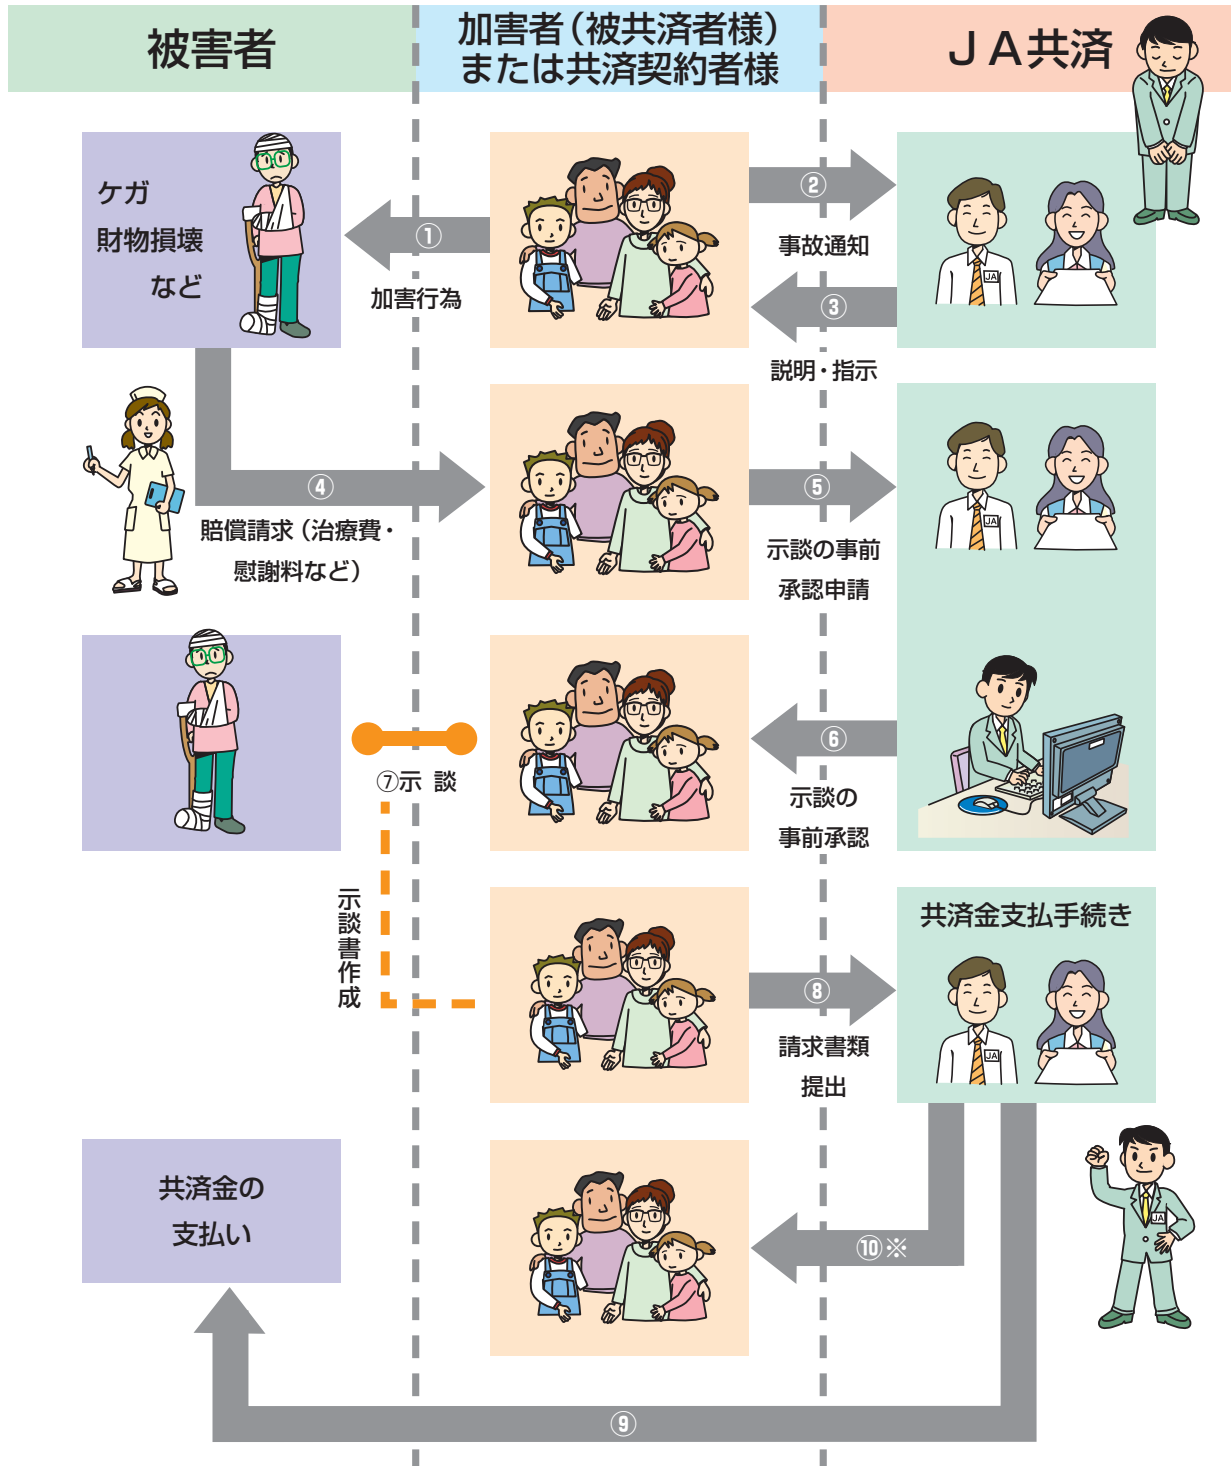 被害者
加害者（被共済者様）
または共済契約者様
ＪＡ共済
ケガ
財物損壊
など
①
加害行為
②
事故通知
JA
③
説明・指示
④
賠償請求（治療費・
慰謝料など）
⑤
示談の事前
承認申請
JA
⑥
示談の
事前承認
⑦示 談
示談書作成
共済金支払手続き
⑧
請求書類
提出
JA
共済金の
支払い
⑩※
JA
⑨